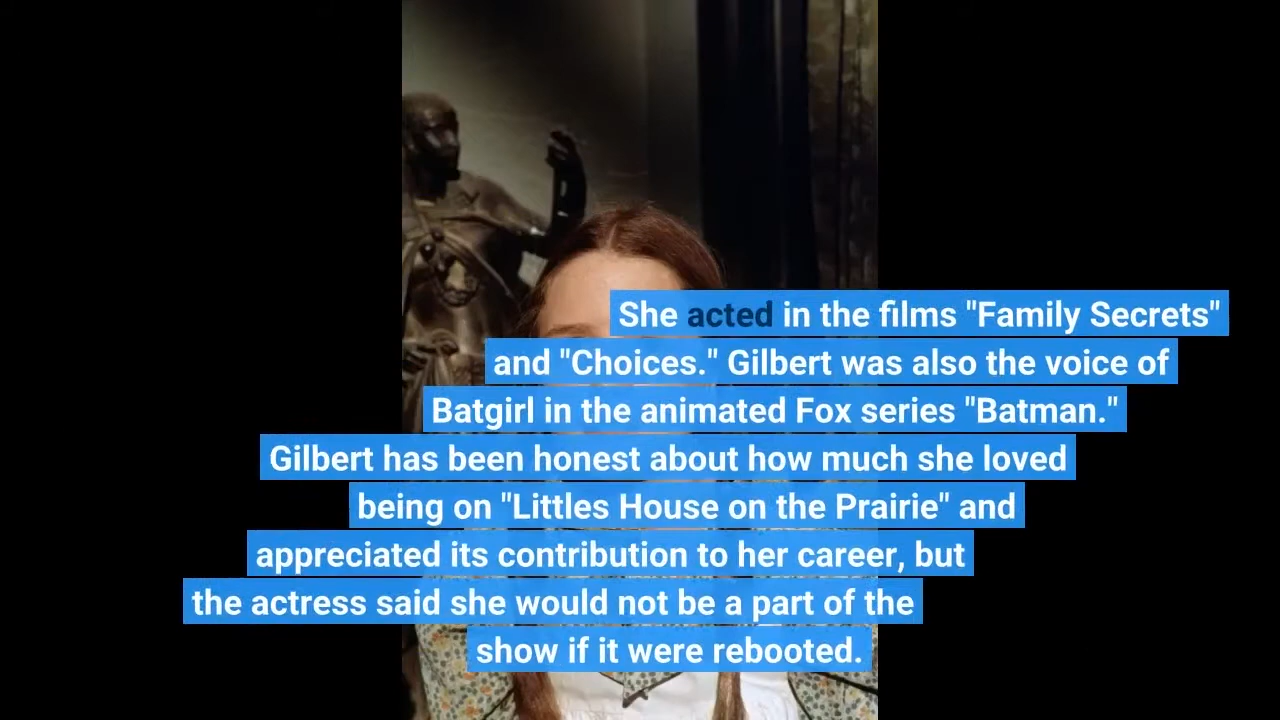 She acted in the films "Family Secrets"
and "Choices." Gilbert was also the voice of
Batgirl in the animated Fox series "Batman."
Gilbert has been honest about how much she loved
being on "Littles House on the Prairie" and
appreciated its contribution to her career, but
the actress said she would not be a part of the
show if it were rebooted.